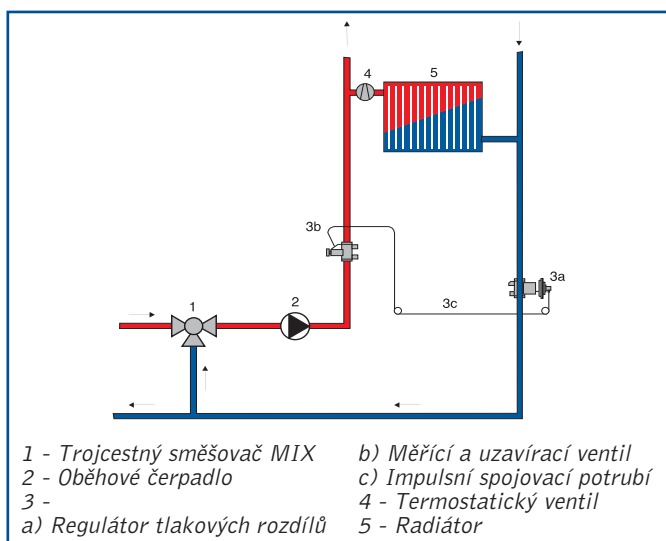 4
5
3b
3a
1
2
3c
1 - Trojcestný směšovač MIX
2 - Oběhové čerpadlo
3 -
a) Regulátor tlakových rozdílů
b) Měřící a uzavírací ventil
c) Impulsní spojovací potrubí
4 - Termostatický ventil
5 - Radiátor